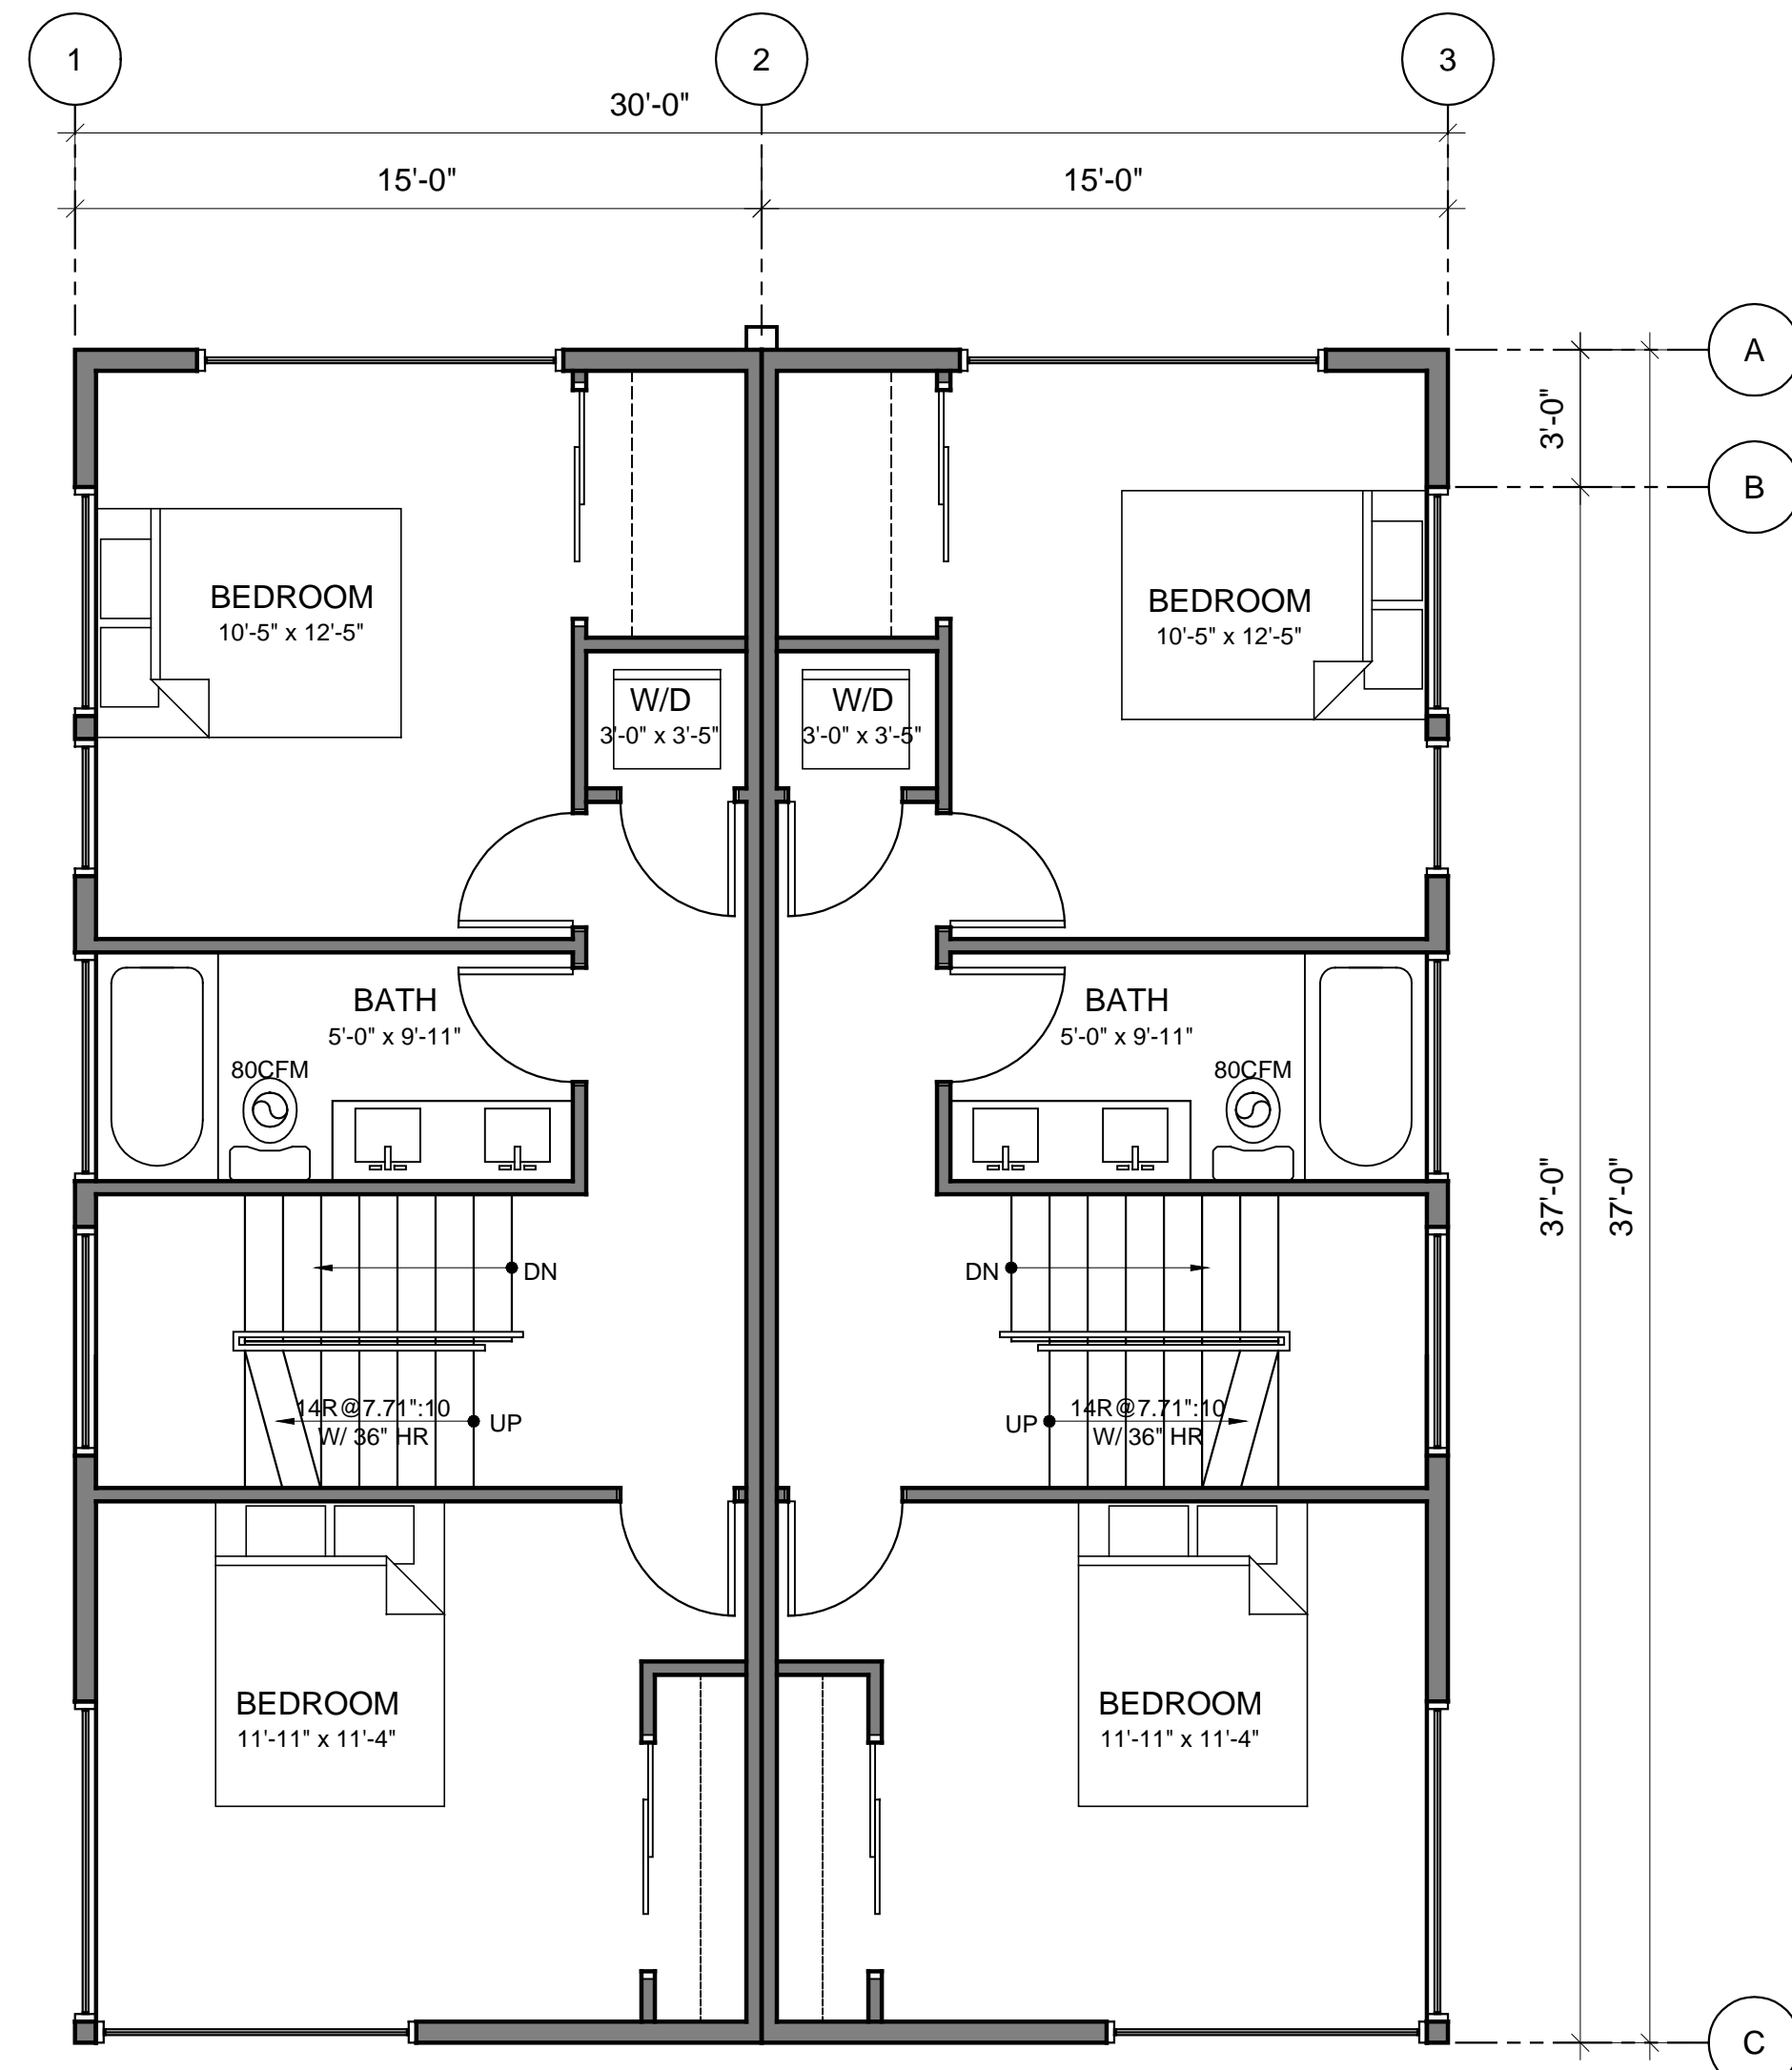 1
2
3
30'-0"
15'-0"
15'-0"
A
3'-0"
B
BEDROOM
10'-5" x 12'-5"
BEDROOM
10'-5" x 12'-5"
W/D
3'-0" x 3'-5"
W/D
3'-0" x 3'-5"
BATH
5'-0" x 9'-11"
80CFM
BATH
5'-0" x 9'-11"
80CFM
37'-0"
37'-0"
DN
DN
14R@7.71":10
W/ 36" HR
UP
UP
14R@7.71":10
W/ 36" HR
BEDROOM
11'-11" x 11'-4"
BEDROOM
11'-11" x 11'-4"
C